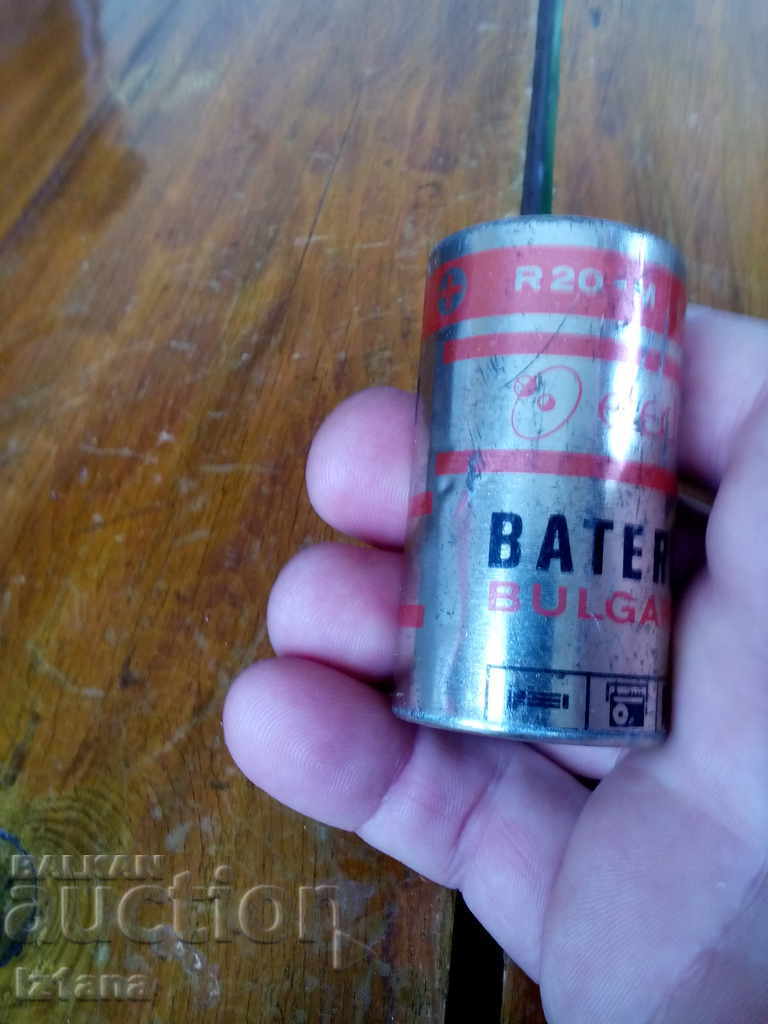 R20-M
BATER
BULGA
BALKAN
auction
Iztana